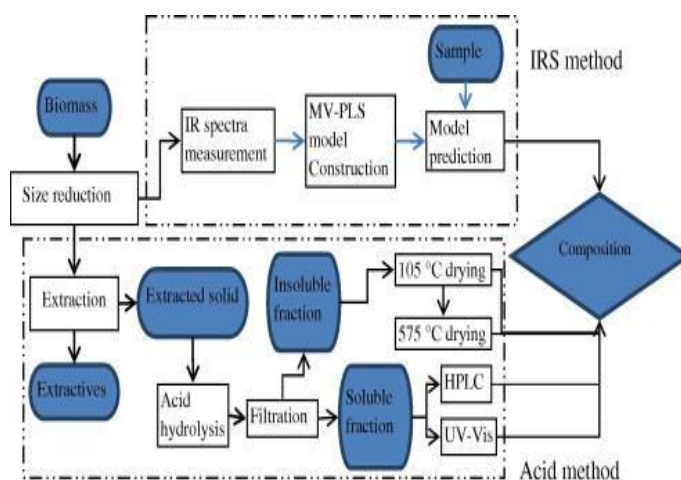 Sample
IRS method
Biomass
IR spectra
measurement
MV-PLS
model
Construction
Model
prediction
Size reduction
Composition
Extraction
Extracted solid
Insoluble
fraction
105 °C drying
575 °C drying
Extractives
Acid
hydrolysis
Filtration
Soluble
fraction
HPLC
UV-Vis
Acid method